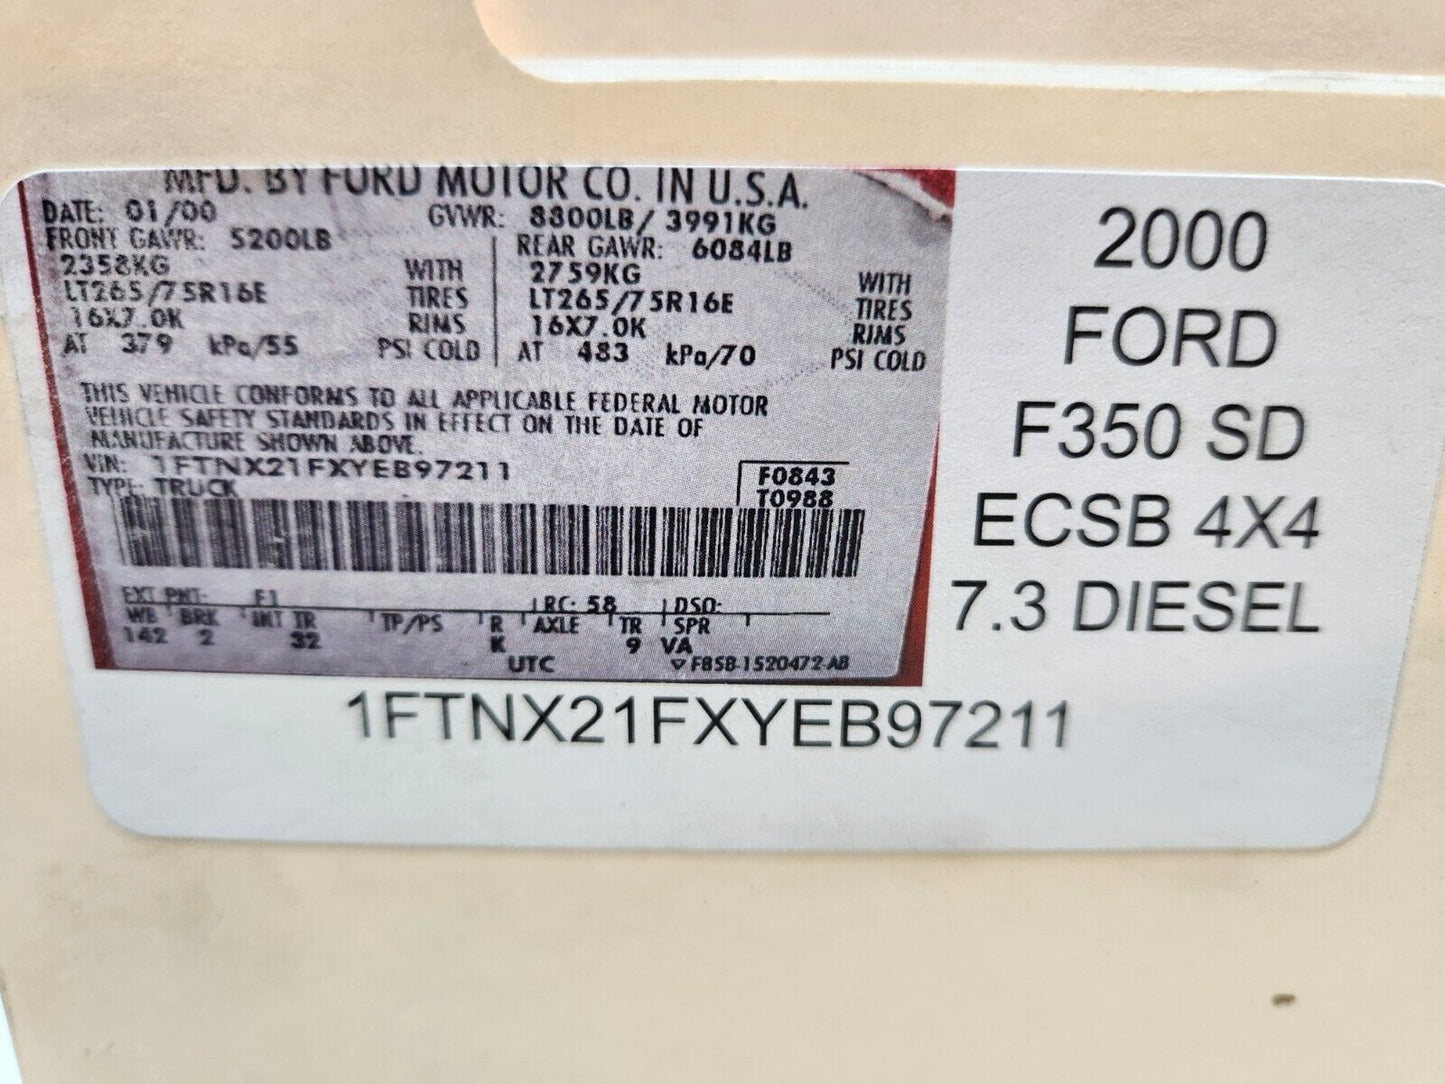 MFD. BY FORD MOTOR CO. IN U.S.A.
DATE: 01/00 GVWR: 8800LB/ 3991KG
FRONT GAWR: 5200LB REAR GAWR: 6084LB
2358KG WITH 2759KG WITH
LT265/75R16E TIRES LT265/75R16E TIRES
16X7.0K RIMS 16X7.0K RIMS
AT 379 kPa/55 PSI COLD AT 483 kPa/70 PSI COLD
THIS VEHICLE CONFORMS TO ALL APPLICABLE FEDERAL MOTOR
VEHICLE SAFETY STANDARDS IN EFFECT ON THE DATE OF
MANUFACTURE SHOWN ABOVE.
VIN: 1FTNX21FXYEB97211 F0843
TYPE: TRUCK T0988
EXT PNT: F1 RC: 58 DSO:
WB BRK INT TR TP/PS R AXLE TR SPR
142 2 32 K 9 VA
UTC ▽ F8SB-1520472-AB
2000
FORD
F350 SD
ECSB 4X4
7.3 DIESEL
1FTNX21FXYEB97211